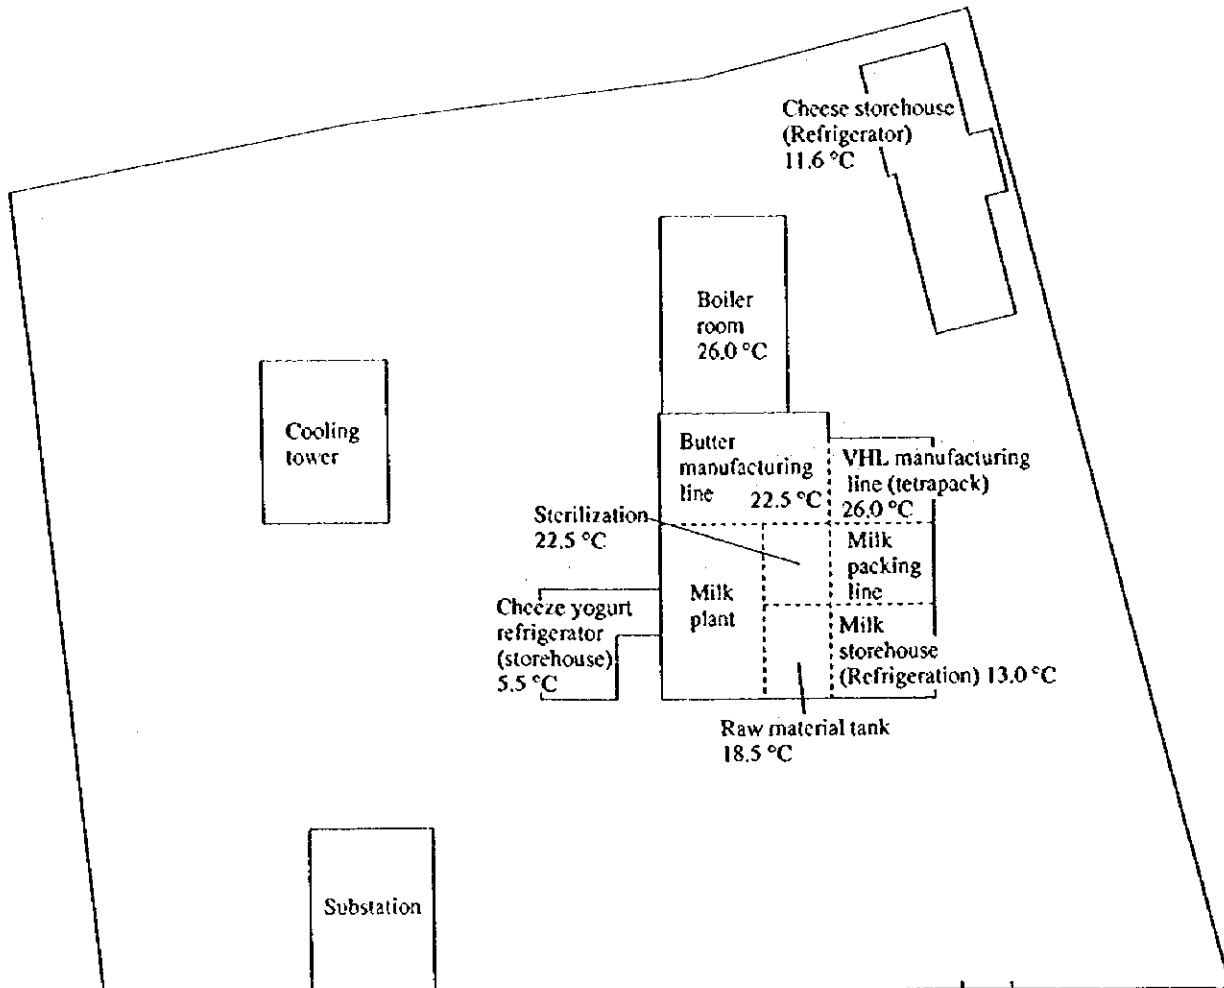 Cheese storehouse
(Refrigerator)
11.6 °C
Boiler
room
26.0 °C
Cooling
tower
Butter
manufacturing
line
22.5 °C
VHL manufacturing
line (tetrapack)
26.0 °C
Sterilization
22.5 °C
Milk
packing
line
Milk
plant
Cheeze yogurt
refrigerator
(storehouse)
5.5 °C
Milk
storehouse
(Refrigeration) 13.0 °C
Raw material tank
18.5 °C
Substation